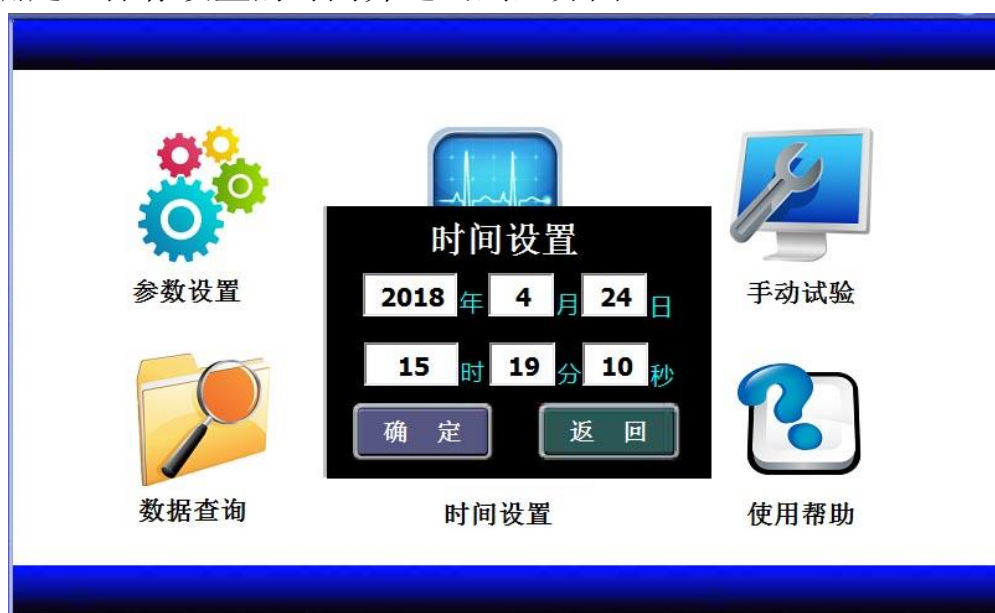 时间设置
2018 年 4 月 24 日
15 时 19 分 10 秒
确 定 返 回
参数设置
手动试验
数据查询
时间设置
使用帮助